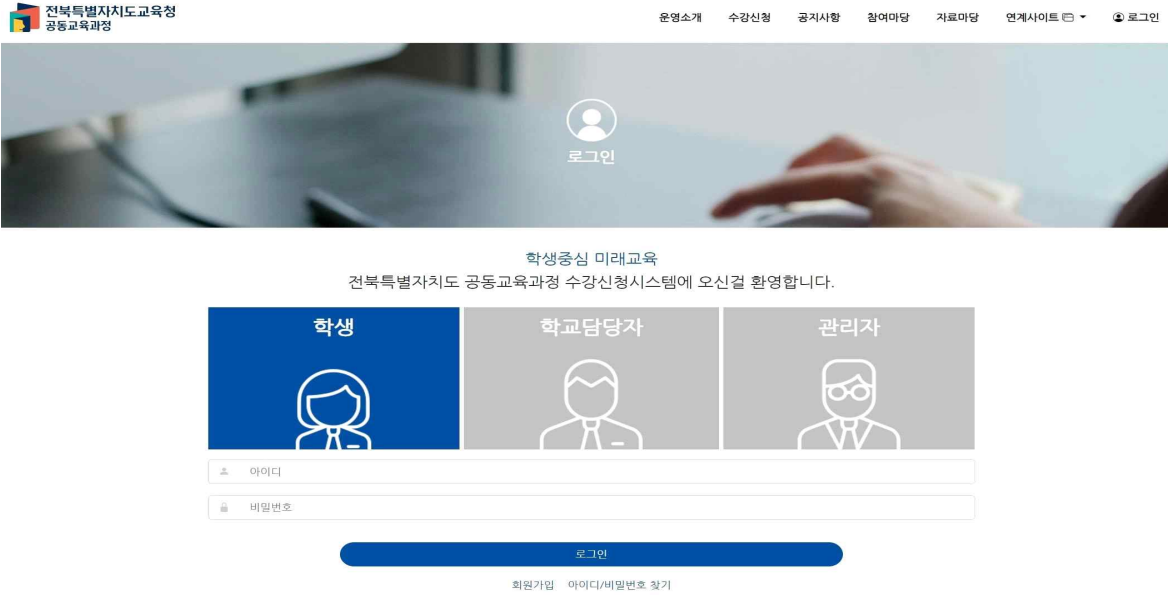 전북특별자치도교육청
공동교육과정
운영소개 수강신청 공지사항 참여마당 자료마당 연계사이트 로그인
로그인
학생중심 미래교육
전북특별자치도 공동교육과정 수강신청시스템에 오신걸 환영합니다.
학생 학교담당자 관리자
아이디
비밀번호
로그인
회원가입 아이디/비밀번호 찾기